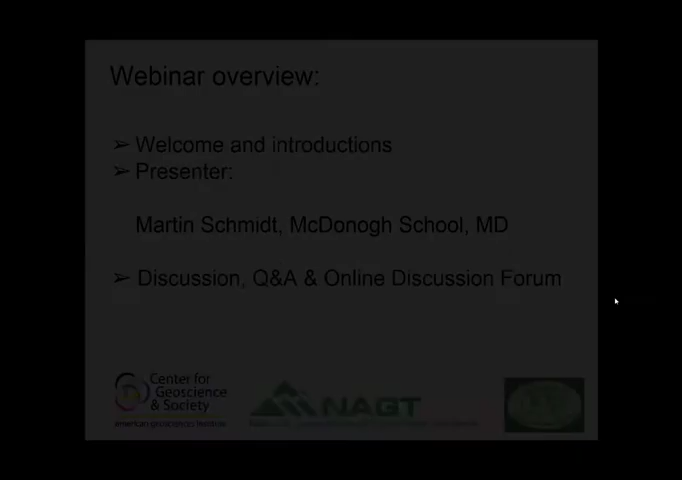 Webinar overview:
➢ Welcome and introductions
➢ Presenter:
Martin Schmidt, McDonogh School, MD
➢ Discussion, Q&A & Online Discussion Forum
Center for
Geoscience
& Society
American Geosciences Institute
NAGT